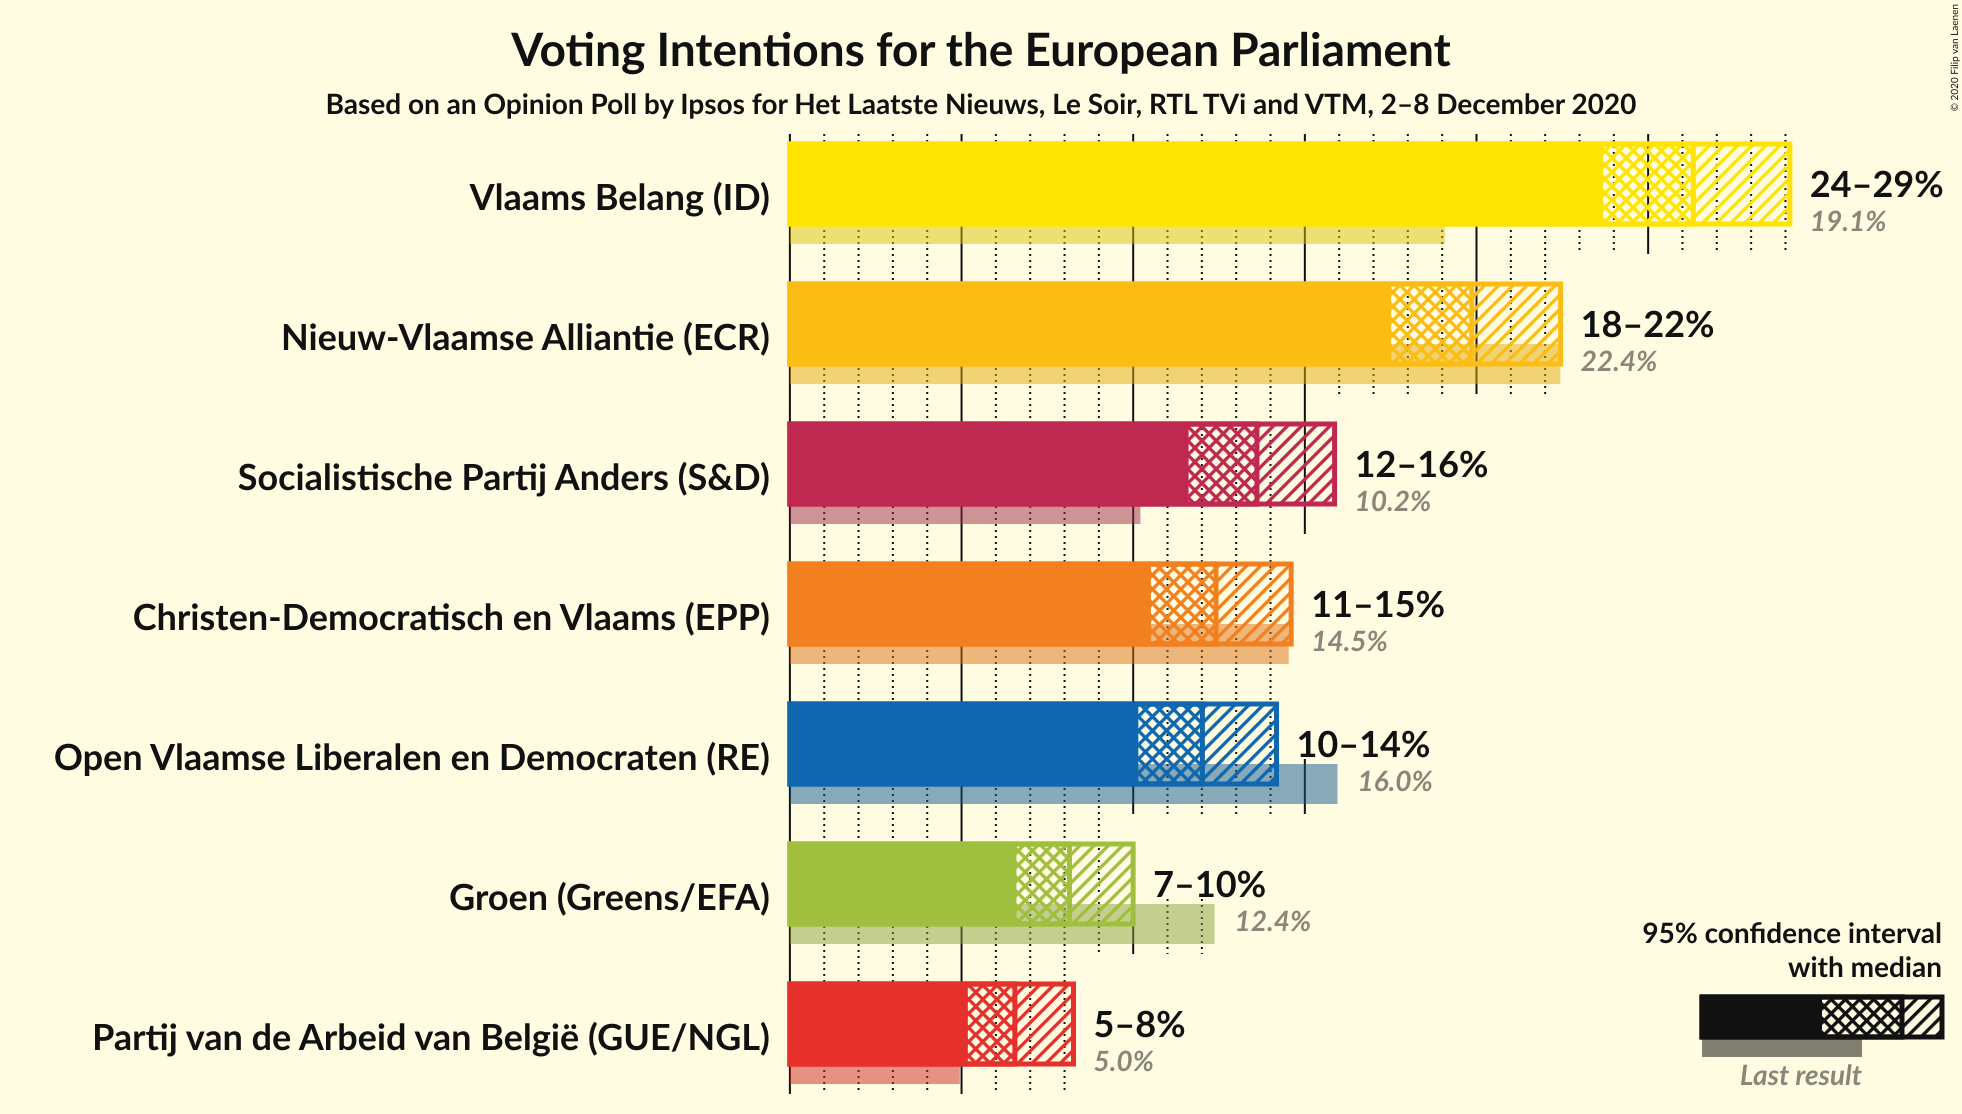 Voting Intentions for the European Parliament
Based on an Opinion Poll by Ipsos for Het Laatste Nieuws, Le Soir, RTL TVi and VTM, 2–8 December 2020
© 2020 Filip van Laenen
Vlaams Belang (ID)
24–29%
19.1%
Nieuw-Vlaamse Alliantie (ECR)
18–22%
22.4%
Socialistische Partij Anders (S&D)
12–16%
10.2%
Christen-Democratisch en Vlaams (EPP)
11–15%
14.5%
Open Vlaamse Liberalen en Democraten (RE)
10–14%
16.0%
Groen (Greens/EFA)
7–10%
12.4%
Partij van de Arbeid van België (GUE/NGL)
5–8%
5.0%
95% confidence interval
with median
Last result